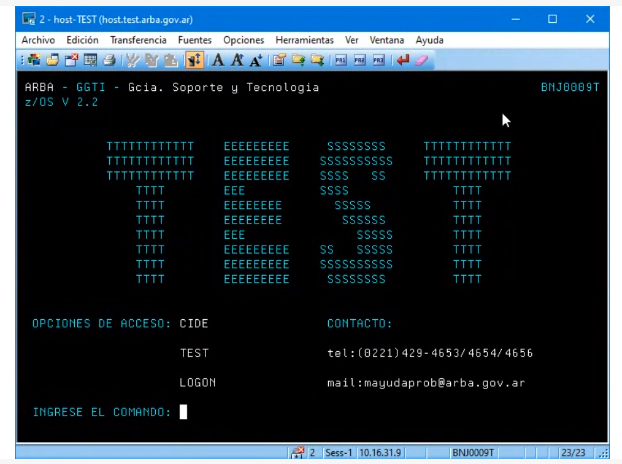 2 - host-TEST (host.test.arba.gov.ar)
Archivo Edición Transferencia Fuentes Opciones Herramientas Ver Ventana Ayuda
PA1 PA2 PA3
ARBA - GGTI - Gcia. Soporte y Tecnologia BNJ0009T
z/OS V 2.2
TTTTTTTTTTTT EEEEEEEEE SSSSSSSS TTTTTTTTTTTT
TTTTTTTTTTTT EEEEEEEEE SSSSSSSSSS TTTTTTTTTTTT
TTTTTTTTTTTT EEEEEEEEE SSSS SS TTTTTTTTTTTT
TTTT EEE SSSS TTTT
TTTT EEEEEEEE SSSSS TTTT
TTTT EEEEEEEE SSSSSS TTTT
TTTT EEE SSSSS TTTT
TTTT EEEEEEEEE SS SSSSS TTTT
TTTT EEEEEEEEE SSSSSSSSSS TTTT
TTTT EEEEEEEEE SSSSSSSS TTTT
OPCIONES DE ACCESO: CIDE CONTACTO:
TEST tel:(0221)429-4653/4654/4656
LOGON mail:mayudaprob@arba.gov.ar
INGRESE EL COMANDO:
2 Sess-1 10.16.31.9 BNJ0009T 23/23